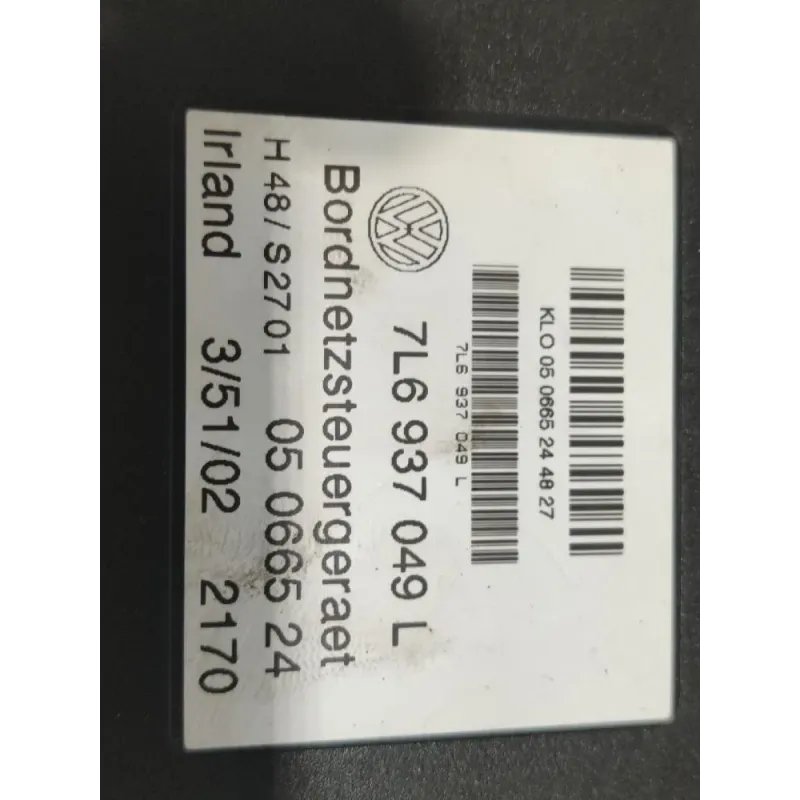 KLO 05 0665 24 48 27
7L6 937 049 L
7L6 937 049 L
Bordnetzsteuergeraet
H 48 / S27 01 05 0665 24
Irland 3/51/02 2170